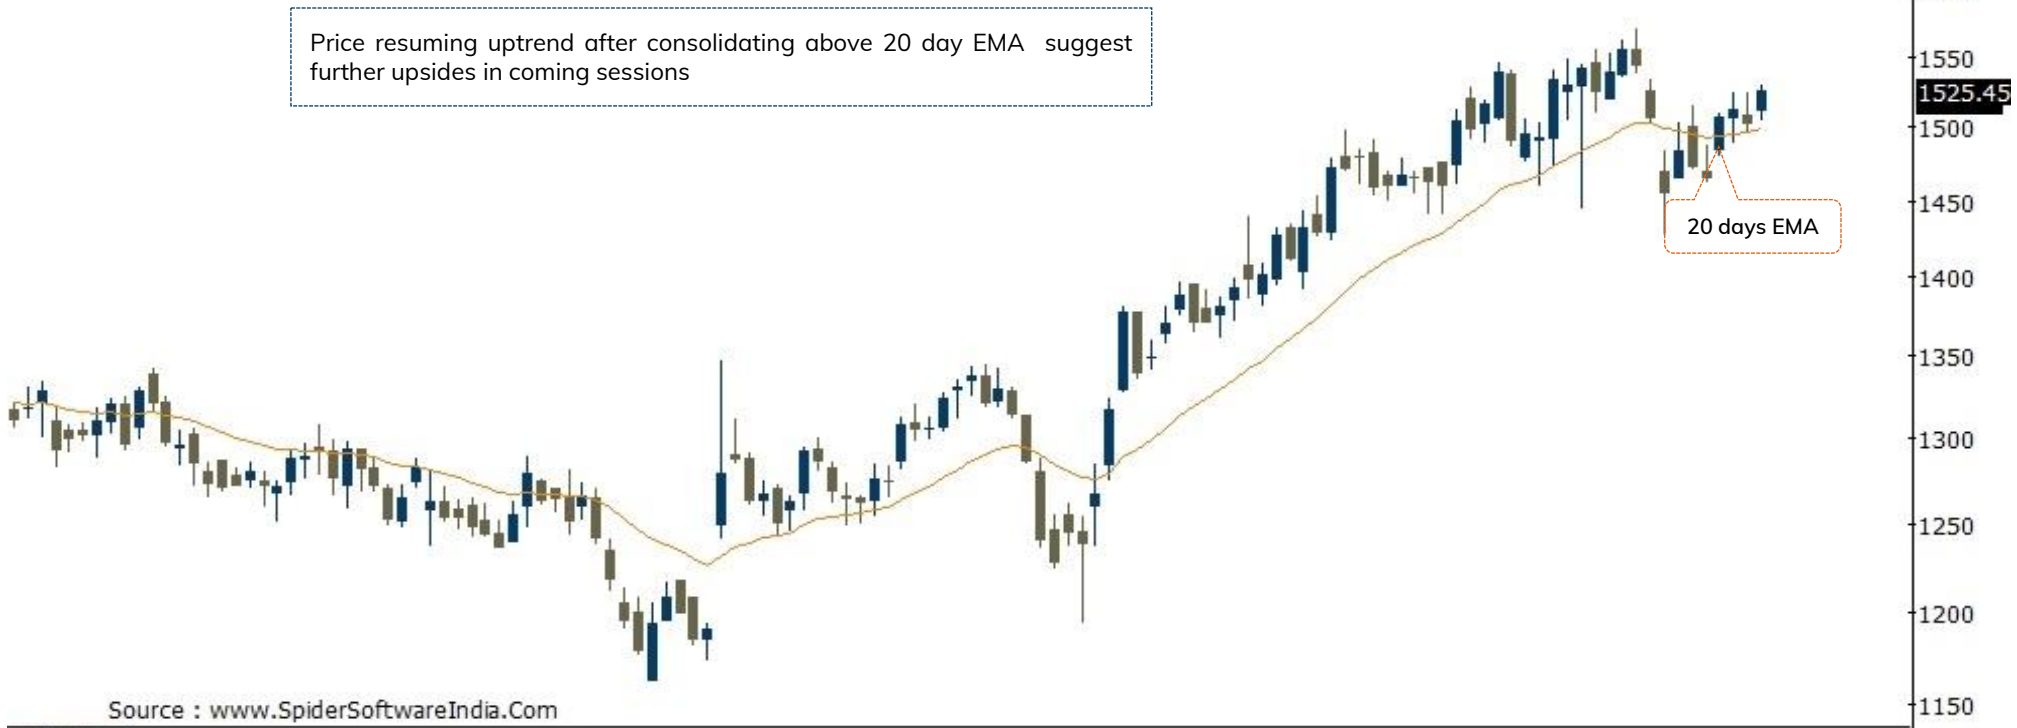 Price resuming uptrend after consolidating above 20 day EMA suggest
further upsides in coming sessions
1550
1525.45
1500
1450
20 days EMA
1400
1350
1300
1250
1200
1150
Source : www.SpiderSoftwareIndia.Com